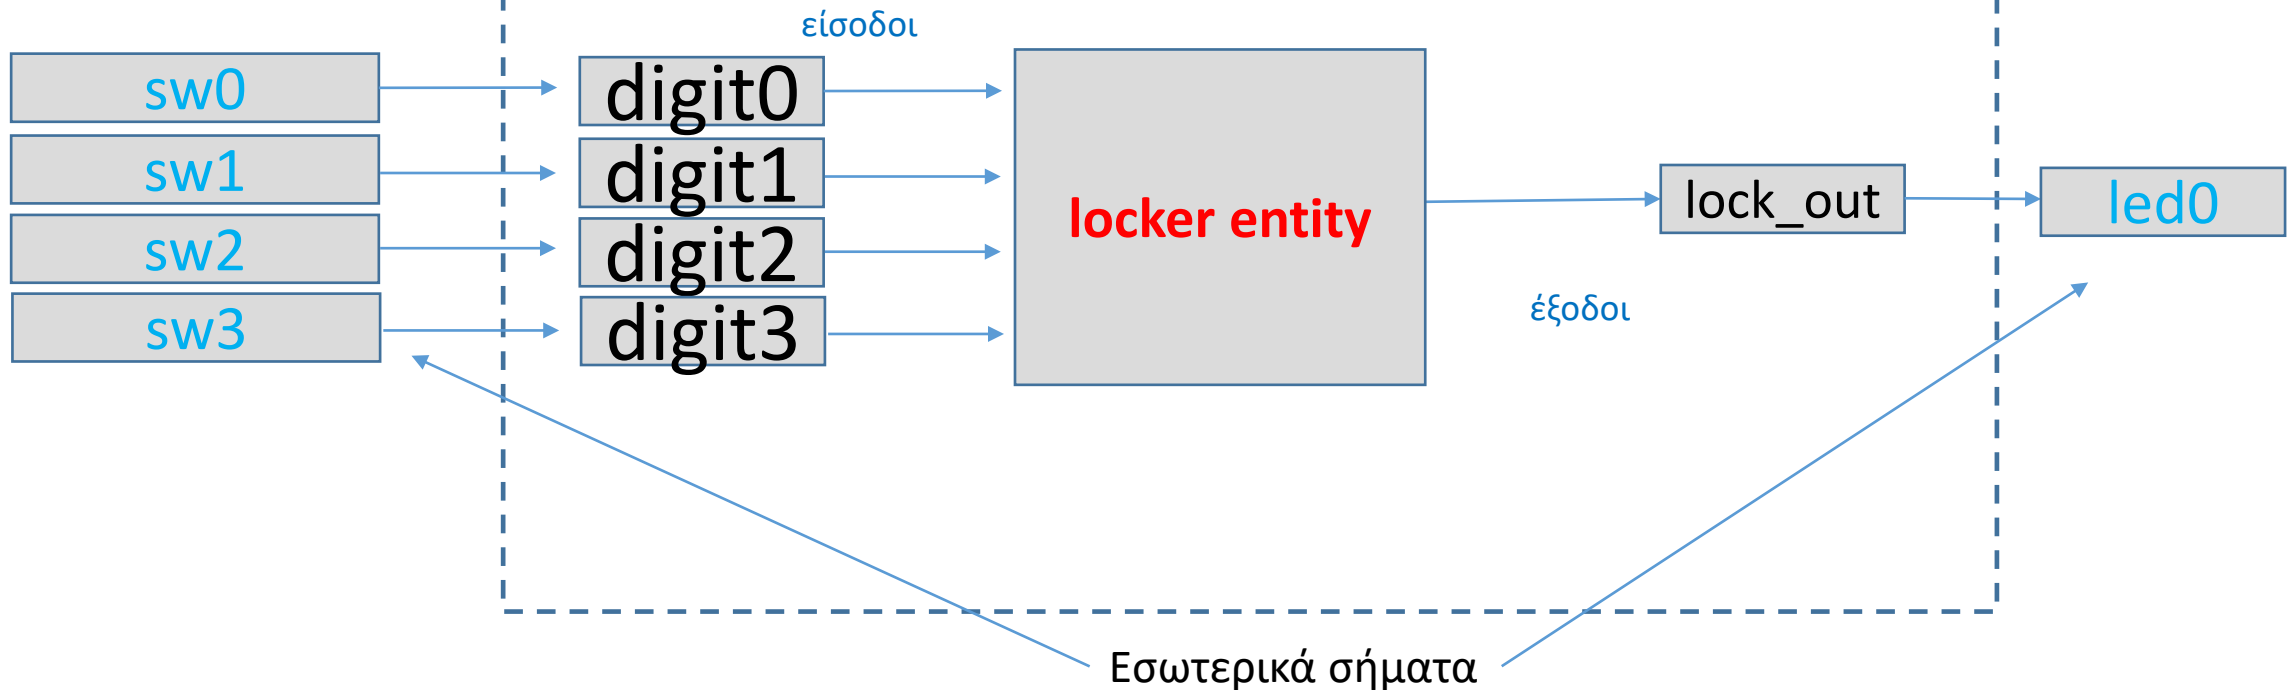 είσοδοι
sw0
digit0
sw1
digit1
sw2
digit2
sw3
digit3
locker entity
lock_out
led0
έξοδοι
Εσωτερικά σήματα